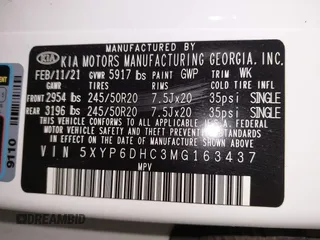 MANUFACTURED BY
KIA KIA MOTORS MANUFACTURING GEORGIA, INC.
FEB/11/21 GVWR 5917 lbs PAINT GWP TRIM WK
GAWR TIRES RIMS COLD TIRE INFL
FRONT 2954 lbs 245/50R20 7.5Jx20 35psi SINGLE
REAR 3196 lbs 245/50R20 7.5Jx20 35psi SINGLE
THIS VEHICLE CONFORMS TO ALL APPLICABLE U.S. FEDERAL
MOTOR VEHICLE SAFETY, BUMPER, AND THEFT PREVENTION STANDARDS
IN EFFECT ON THE DATE OF MANUFACTURE SHOWN ABOVE.
VIN 5XYP6DHC3MG163437
MPV
9110
DREAMBID